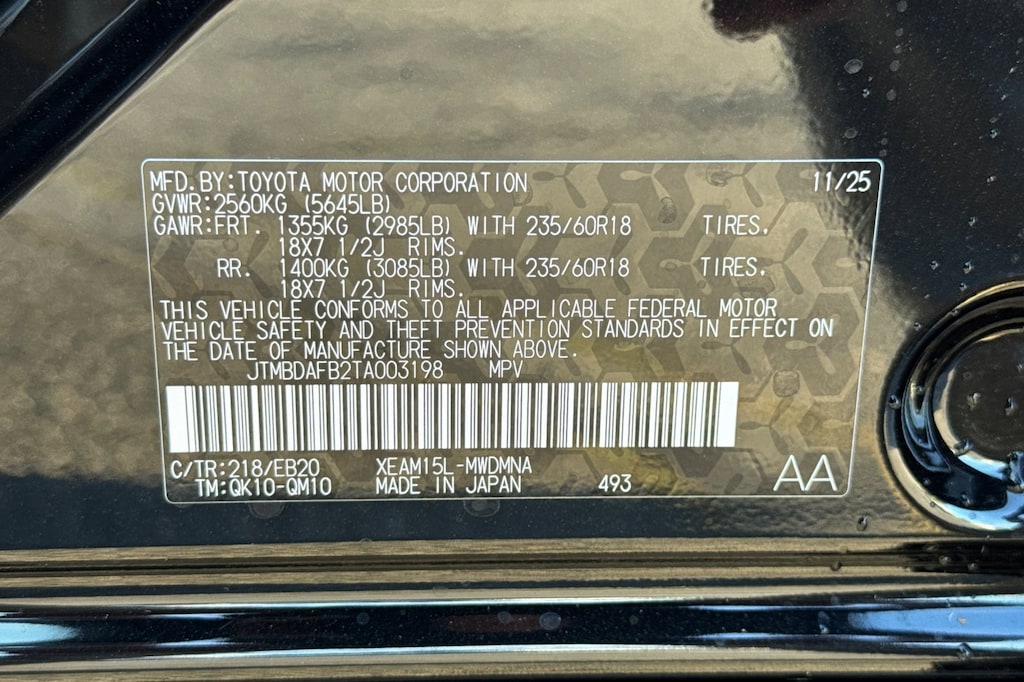 MFD.BY:TOYOTA MOTOR CORPORATION 11/25
GVWR:2560KG (5645LB)
GAWR:FRT. 1355KG (2985LB) WITH 235/60R18 TIRES.
18X7 1/2J RIMS.
RR. 1400KG (3085LB) WITH 235/60R18 TIRES.
18X7 1/2J RIMS.
THIS VEHICLE CONFORMS TO ALL APPLICABLE FEDERAL MOTOR
VEHICLE SAFETY AND THEFT PREVENTION STANDARDS IN EFFECT ON
THE DATE OF MANUFACTURE SHOWN ABOVE.
JTMBDAFB2TA003198 MPV
C/TR:218/EB20 XEAM15L-MWDMNA
TM:QK10-QM10 MADE IN JAPAN 493 AA